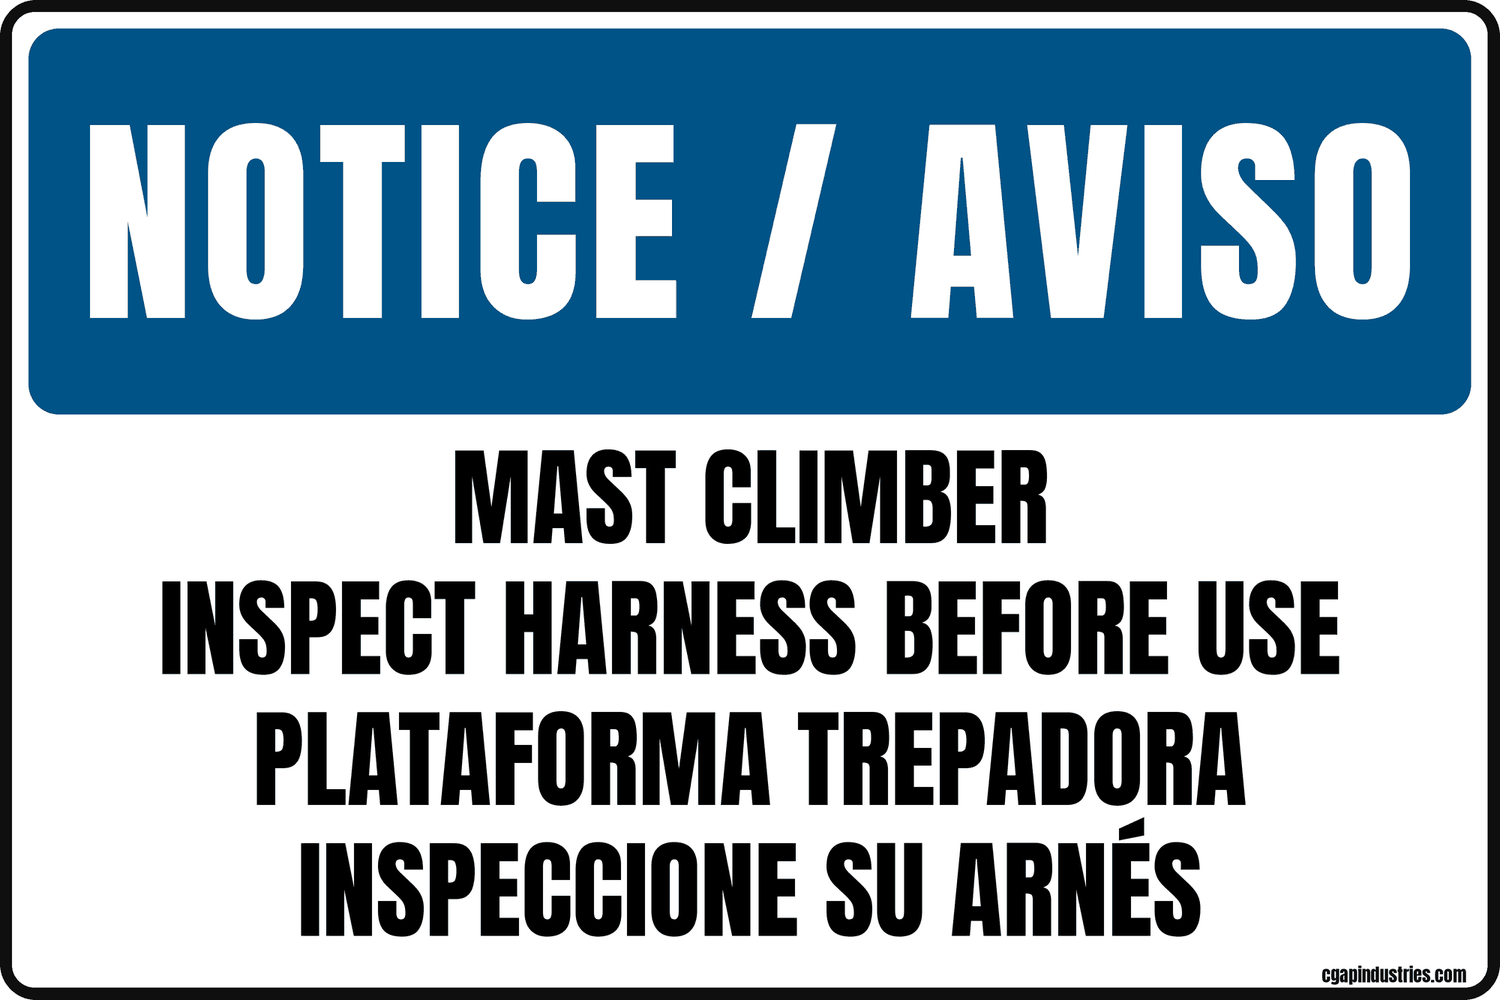 NOTICE / AVISO
MAST CLIMBER
INSPECT HARNESS BEFORE USE
PLATAFORMA TREPADORA
INSPECCIONE SU ARNÉS
cgapindustries.com